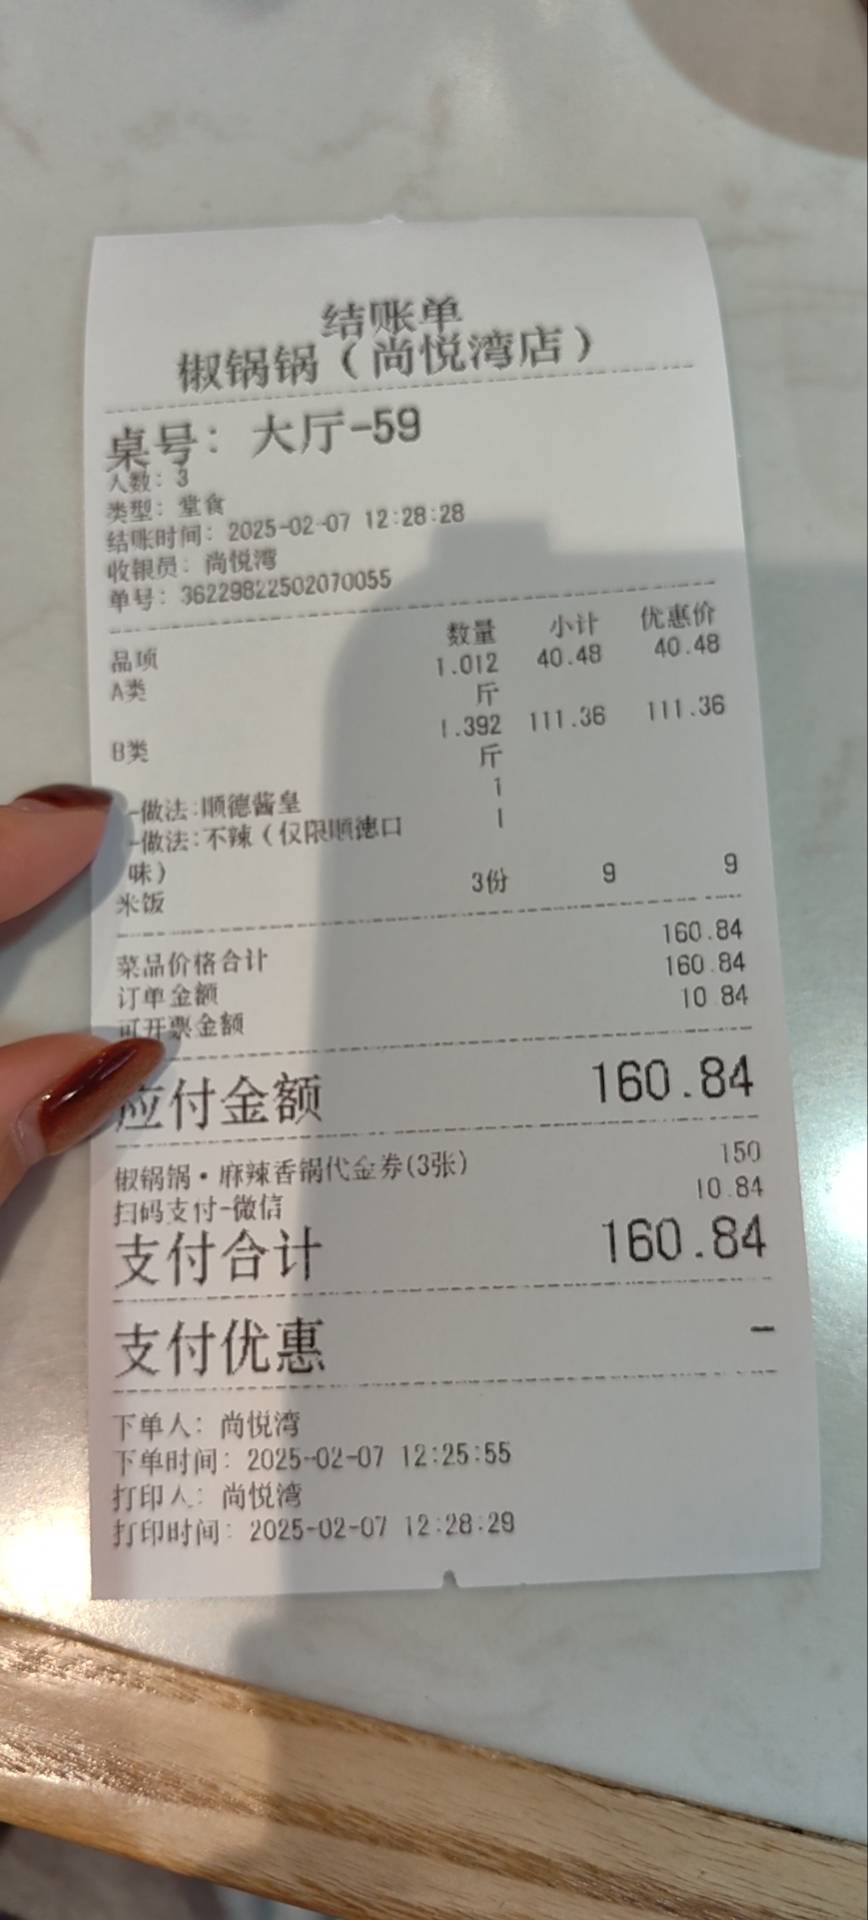 结账单
椒锅锅（尚悦湾店）
桌号：大厅-59
人数：3
类型：堂食
结账时间：2025-02-07 12:28:28
收银员：尚悦湾
单号：36229822502070055
品项 数量 小计 优惠价
A类 1.012 40.48 40.48
斤
B类 1.392 111.36 111.36
斤
-做法:顺德酱皇 1
-做法:不辣（仅限顺德口 1
味）
米饭 3份 9 9
菜品价格合计 160.84
订单金额 160.84
可开票金额 10.84
应付金额 160.84
椒锅锅·麻辣香锅代金券(3张) 150
扫码支付-微信 10.84
支付合计 160.84
支付优惠 -
下单人：尚悦湾
下单时间：2025-02-07 12:25:55
打印人：尚悦湾
打印时间：2025-02-07 12:28:29